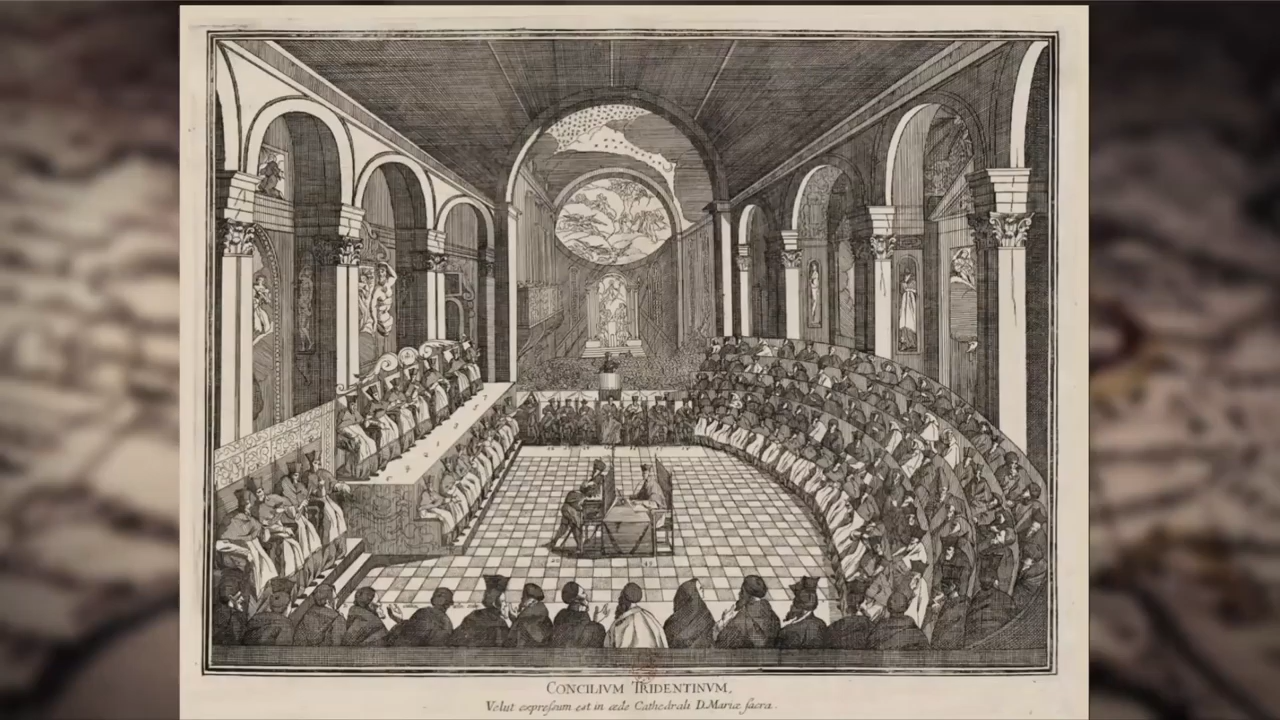 CONCILIVM TRIDENTINVM,
Velut expressum est in æde Cathedrali D. Mariæ sacra.